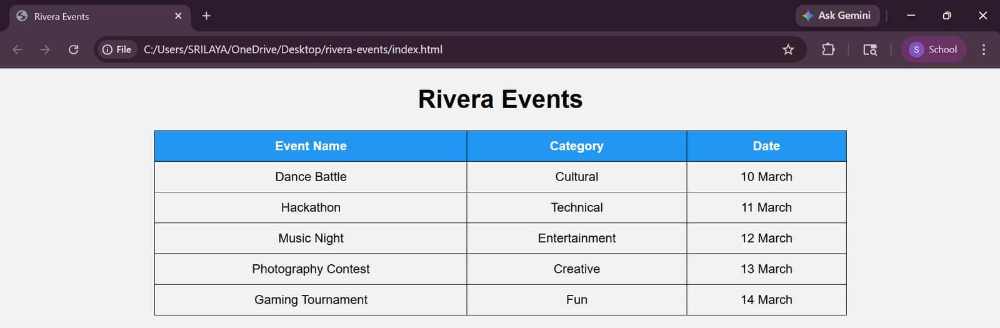 Rivera Events
Ask Gemini
File C:/Users/SRILAYA/OneDrive/Desktop/rivera-events/index.html S School
Rivera Events
Event Name Category Date
Dance Battle Cultural 10 March
Hackathon Technical 11 March
Music Night Entertainment 12 March
Photography Contest Creative 13 March
Gaming Tournament Fun 14 March